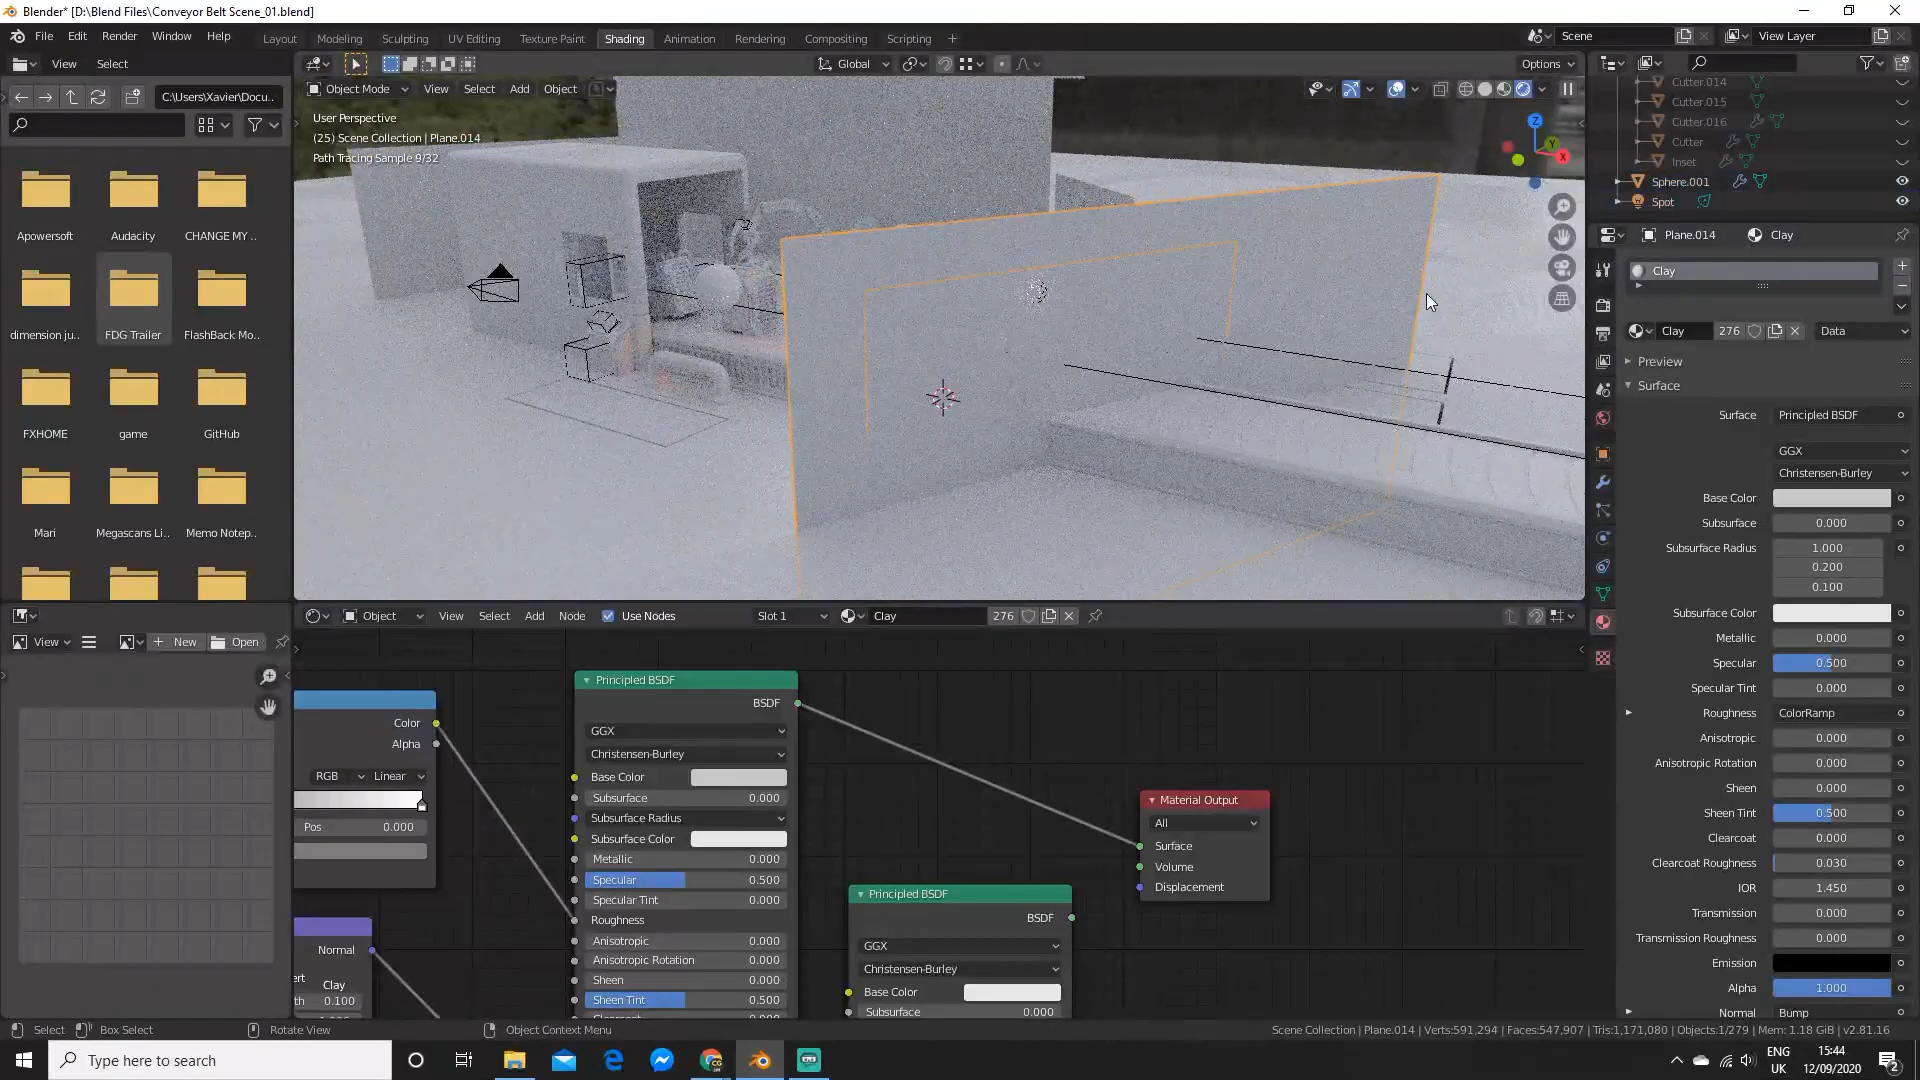 Blender* [D:\Blend Files\Conveyor Belt Scene_01.blend]
File Edit Render Window Help
Layout Modeling Sculpting UV Editing Texture Paint Shading Animation Rendering Compositing Scripting +
Scene
View Layer
View Select
Global
Options
C:\Users\Xavier\Docu..
Object Mode View Select Add Object
User Perspective
(25) Scene Collection | Plane.014
Path Tracing Sample 9/32
Z
Y
X
Apowersoft
Audacity
CHANGE MY ..
dimension ju..
FDG Trailer
FlashBack Mo..
FXHOME
game
GitHub
Mari
Megascans Li..
Memo Notep..
Cutter.014
Cutter.015
Cutter.016
Cutter
Inset
Sphere.001
Spot
Plane.014
Clay
Clay
Clay 276 Data
Preview
Surface
Surface Principled BSDF
GGX
Christensen-Burley
Base Color
Subsurface 0.000
Subsurface Radius 1.000
0.200
0.100
Subsurface Color
Metallic 0.000
Specular 0.500
Specular Tint 0.000
Roughness ColorRamp
Anisotropic 0.000
Anisotropic Rotation 0.000
Sheen 0.000
Sheen Tint 0.500
Clearcoat 0.000
Clearcoat Roughness 0.030
IOR 1.450
Transmission 0.000
Transmission Roughness 0.000
Emission
Alpha 1.000
Normal Bump
View New Open
Object View Select Add Node Use Nodes Slot 1 Clay 276
Color
Alpha
RGB Linear
Pos 0.000
Normal
ert
Clay
th 0.100
Principled BSDF
BSDF
GGX
Christensen-Burley
Base Color
Subsurface 0.000
Subsurface Radius
Subsurface Color
Metallic 0.000
Specular 0.500
Specular Tint 0.000
Roughness
Anisotropic 0.000
Anisotropic Rotation 0.000
Sheen 0.000
Sheen Tint 0.500
Principled BSDF
BSDF
GGX
Christensen-Burley
Base Color
Subsurface 0.000
Material Output
All
Surface
Volume
Displacement
Select Box Select Rotate View Object Context Menu
Scene Collection | Plane.014 | Verts:591,294 | Faces:547,907 | Tris:1,171,080 | Objects:1/279 | Mem: 1.18 GiB | v2.81.16
Type here to search
ENG
UK
15:44
12/09/2020
2